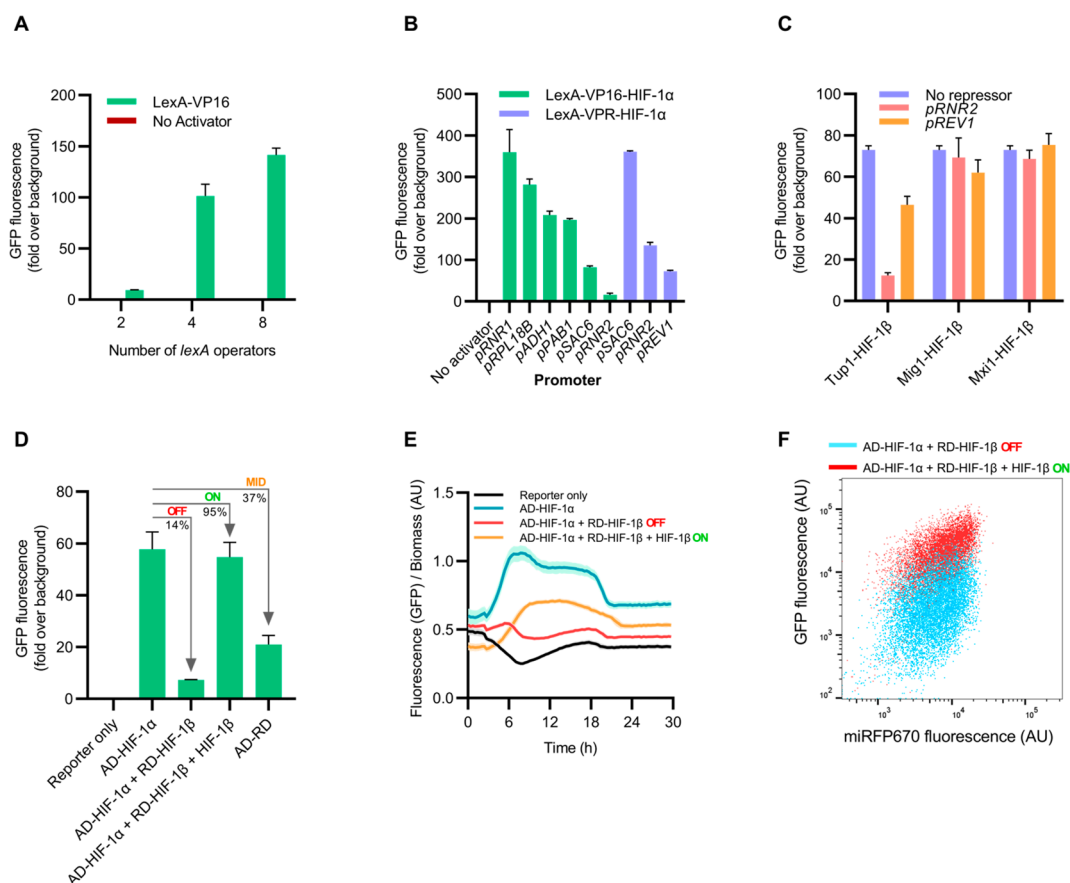 A
GFP fluorescence
(fold over background)
200
150
100
50
0
LexA-VP16
No Activator
2 4 8
Number of lexA operators
B
GFP fluorescence
(fold over background)
500
400
300
200
100
0
LexA-VP16-HIF-1α
LexA-VPR-HIF-1α
No activator
pRNR1
pRPL18B
pADH1
pPAB1
pSAC6
pRNR2
pSAC6
pRNR2
pREV1
Promoter
C
GFP fluorescence
(fold over background)
100
80
60
40
20
0
No repressor
pRNR2
pREV1
Tup1-HIF-1β
Mig1-HIF-1β
Mxi1-HIF-1β
D
GFP fluorescence
(fold over background)
80
60
40
20
0
MID
37%
ON
95%
OFF
14%
Reporter only
AD-HIF-1α
AD-HIF-1α + RD-HIF-1β
AD-HIF-1α + RD-HIF-1β + HIF-1β
AD-RD
E
Fluorescence (GFP) / Biomass (AU)
1.5
1.0
0.5
0.0
Reporter only
AD-HIF-1α
AD-HIF-1α + RD-HIF-1β OFF
AD-HIF-1α + RD-HIF-1β + HIF-1β ON
0 6 12 18 24 30
Time (h)
F
AD-HIF-1α + RD-HIF-1β OFF
AD-HIF-1α + RD-HIF-1β + HIF-1β ON
GFP fluorescence (AU)
10⁵
10⁴
10³
10²
10³ 10⁴ 10⁵
miRFP670 fluorescence (AU)